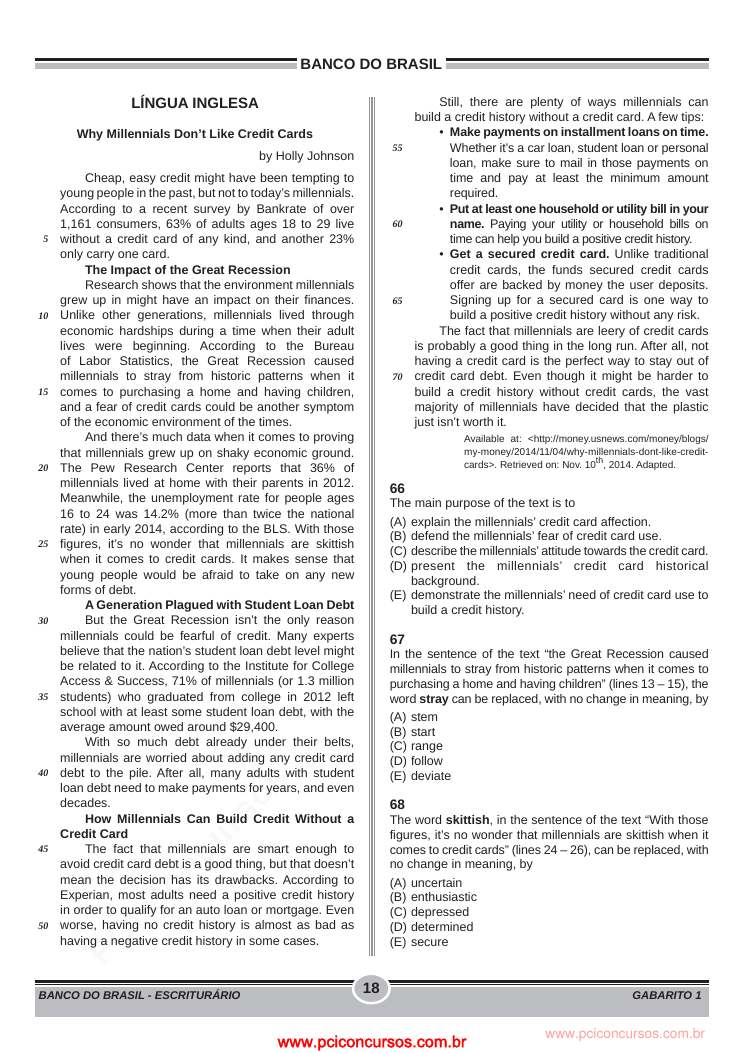 BANCO DO BRASIL
LÍNGUA INGLESA
Why Millennials Don't Like Credit Cards
by Holly Johnson
Cheap, easy credit might have been tempting to
young people in the past, but not to today's millennials.
According to a recent survey by Bankrate of over
1,161 consumers, 63% of adults ages 18 to 29 live
5 without a credit card of any kind, and another 23%
only carry one card.
The Impact of the Great Recession
Research shows that the environment millennials
grew up in might have an impact on their finances.
10 Unlike other generations, millennials lived through
economic hardships during a time when their adult
lives were beginning. According to the Bureau
of Labor Statistics, the Great Recession caused
millennials to stray from historic patterns when it
15 comes to purchasing a home and having children,
and a fear of credit cards could be another symptom
of the economic environment of the times.
And there's much data when it comes to proving
that millennials grew up on shaky economic ground.
20 The Pew Research Center reports that 36% of
millennials lived at home with their parents in 2012.
Meanwhile, the unemployment rate for people ages
16 to 24 was 14.2% (more than twice the national
rate) in early 2014, according to the BLS. With those
25 figures, it's no wonder that millennials are skittish
when it comes to credit cards. It makes sense that
young people would be afraid to take on any new
forms of debt.
A Generation Plagued with Student Loan Debt
30 But the Great Recession isn't the only reason
millennials could be fearful of credit. Many experts
believe that the nation's student loan debt level might
be related to it. According to the Institute for College
Access & Success, 71% of millennials (or 1.3 million
35 students) who graduated from college in 2012 left
school with at least some student loan debt, with the
average amount owed around $29,400.
With so much debt already under their belts,
millennials are worried about adding any credit card
40 debt to the pile. After all, many adults with student
loan debt need to make payments for years, and even
decades.
How Millennials Can Build Credit Without a
Credit Card
45 The fact that millennials are smart enough to
avoid credit card debt is a good thing, but that doesn't
mean the decision has its drawbacks. According to
Experian, most adults need a positive credit history
in order to qualify for an auto loan or mortgage. Even
50 worse, having no credit history is almost as bad as
having a negative credit history in some cases.
Still, there are plenty of ways millennials can
build a credit history without a credit card. A few tips:
• Make payments on installment loans on time.
55 Whether it's a car loan, student loan or personal
loan, make sure to mail in those payments on
time and pay at least the minimum amount
required.
• Put at least one household or utility bill in your
60 name. Paying your utility or household bills on
time can help you build a positive credit history.
• Get a secured credit card. Unlike traditional
credit cards, the funds secured credit cards
offer are backed by money the user deposits.
65 Signing up for a secured card is one way to
build a positive credit history without any risk.
The fact that millennials are leery of credit cards
is probably a good thing in the long run. After all, not
having a credit card is the perfect way to stay out of
70 credit card debt. Even though it might be harder to
build a credit history without credit cards, the vast
majority of millennials have decided that the plastic
just isn't worth it.
Available at: <http://money.usnews.com/money/blogs/
my-money/2014/11/04/why-millennials-dont-like-credit-
cards>. Retrieved on: Nov. 10th, 2014. Adapted.
66
The main purpose of the text is to
(A) explain the millennials' credit card affection.
(B) defend the millennials' fear of credit card use.
(C) describe the millennials' attitude towards the credit card.
(D) present the millennials' credit card historical
background.
(E) demonstrate the millennials' need of credit card use to
build a credit history.
67
In the sentence of the text “the Great Recession caused
millennials to stray from historic patterns when it comes to
purchasing a home and having children” (lines 13 – 15), the
word stray can be replaced, with no change in meaning, by
(A) stem
(B) start
(C) range
(D) follow
(E) deviate
68
The word skittish, in the sentence of the text “With those
figures, it's no wonder that millennials are skittish when it
comes to credit cards” (lines 24 – 26), can be replaced, with
no change in meaning, by
(A) uncertain
(B) enthusiastic
(C) depressed
(D) determined
(E) secure
BANCO DO BRASIL - ESCRITURÁRIO
18
GABARITO 1
www.pciconcursos.com.br
www.pciconcursos.com.br